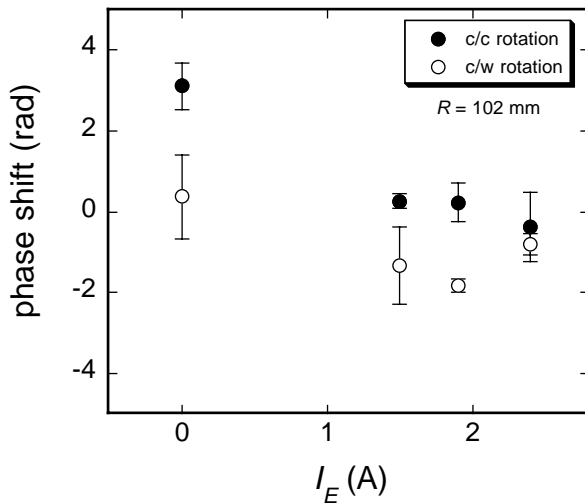 c/c rotation
c/w rotation
R = 102 mm
phase shift (rad)
4
2
0
-2
-4
0
1
2
I_E (A)